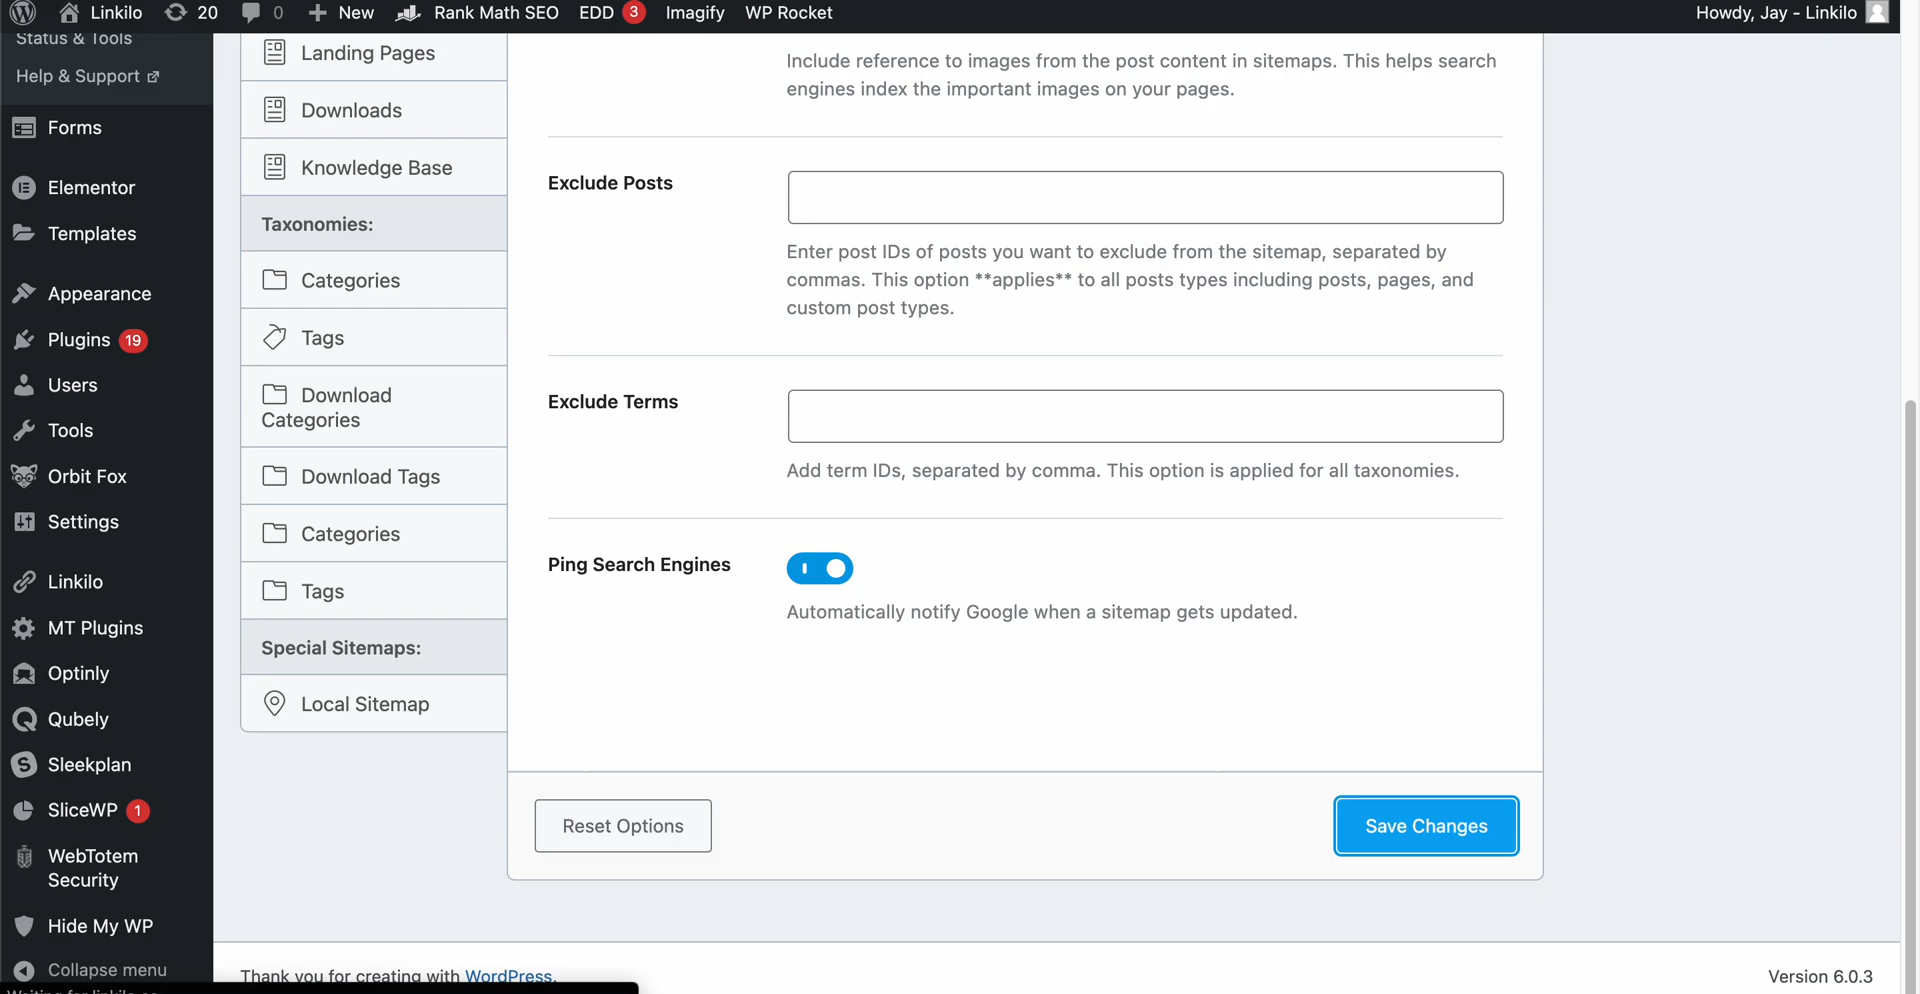 Linkilo 20 0 New Rank Math SEO EDD 3 Imagify WP Rocket Howdy, Jay - Linkilo
Status & Tools
Help & Support
Forms
Elementor
Templates
Appearance
Plugins 19
Users
Tools
Orbit Fox
Settings
Linkilo
MT Plugins
Optinly
Qubely
Sleekplan
SliceWP 1
WebTotem
Security
Hide My WP
Collapse menu
Landing Pages
Downloads
Knowledge Base
Taxonomies:
Categories
Tags
Download
Categories
Download Tags
Categories
Tags
Special Sitemaps:
Local Sitemap
Include reference to images from the post content in sitemaps. This helps search
engines index the important images on your pages.
Exclude Posts
Enter post IDs of posts you want to exclude from the sitemap, separated by
commas. This option **applies** to all posts types including posts, pages, and
custom post types.
Exclude Terms
Add term IDs, separated by comma. This option is applied for all taxonomies.
Ping Search Engines
Automatically notify Google when a sitemap gets updated.
Reset Options
Save Changes
Thank you for creating with WordPress.
Version 6.0.3